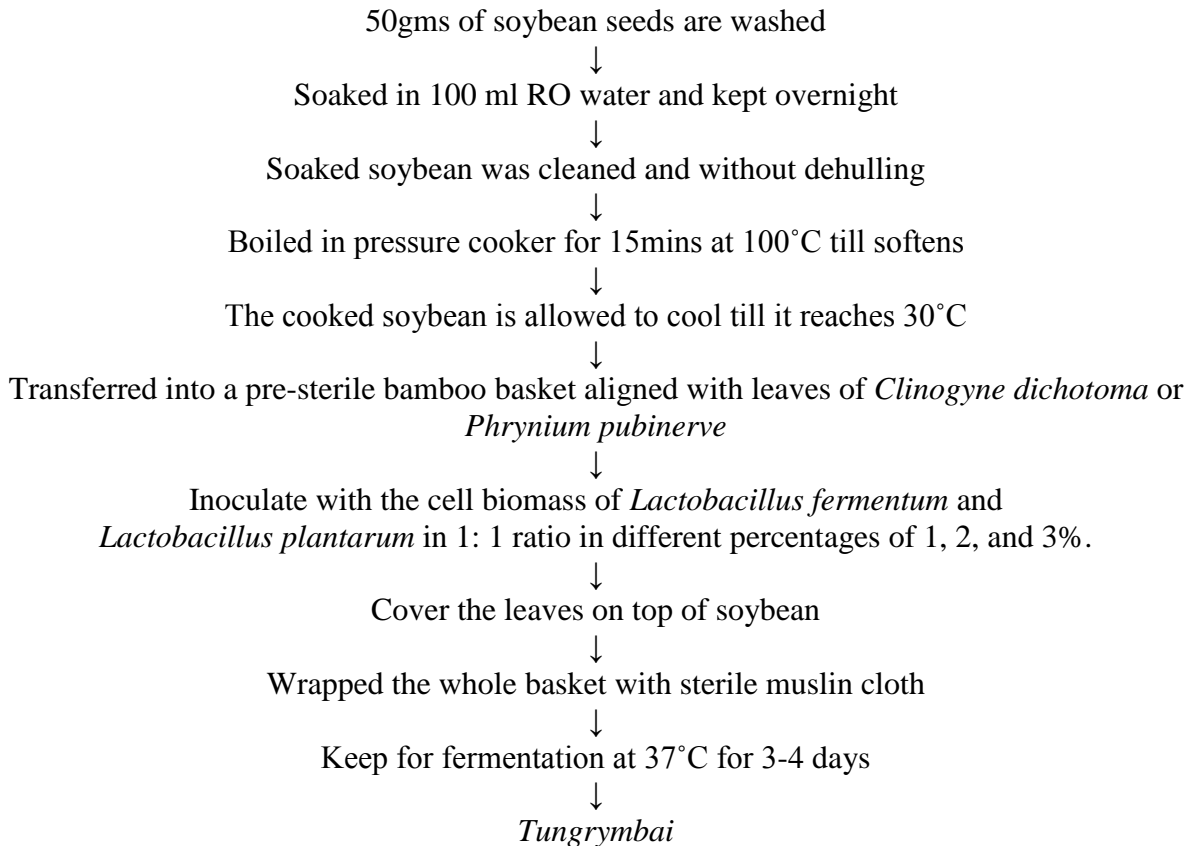 50gms of soybean seeds are washed
↓
Soaked in 100 ml RO water and kept overnight
↓
Soaked soybean was cleaned and without dehulling
↓
Boiled in pressure cooker for 15mins at 100˚C till softens
↓
The cooked soybean is allowed to cool till it reaches 30˚C
↓
Transferred into a pre-sterile bamboo basket aligned with leaves of Clinogyne dichotoma or
Phrynium pubinerve
↓
Inoculate with the cell biomass of Lactobacillus fermentum and
Lactobacillus plantarum in 1: 1 ratio in different percentages of 1, 2, and 3%.
↓
Cover the leaves on top of soybean
↓
Wrapped the whole basket with sterile muslin cloth
↓
Keep for fermentation at 37˚C for 3-4 days
↓
Tungrymbai